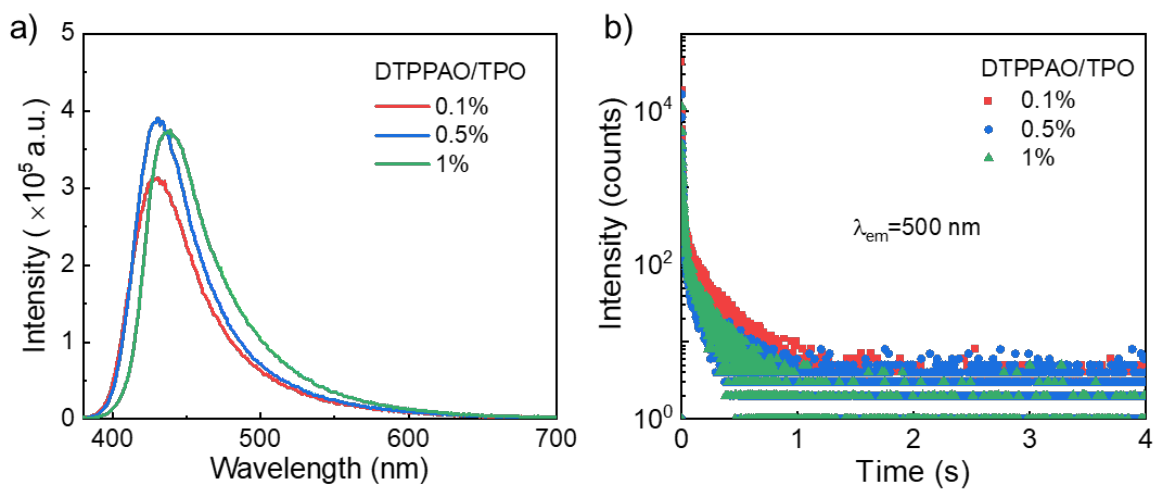 a)
Intensity ( ×10⁵ a.u.)
5
4
3
2
1
0
400
500
600
700
Wavelength (nm)
DTPPAO/TPO
0.1%
0.5%
1%
b)
Intensity (counts)
10⁴
10²
10⁰
0
1
2
3
4
Time (s)
DTPPAO/TPO
0.1%
0.5%
1%
λem=500 nm